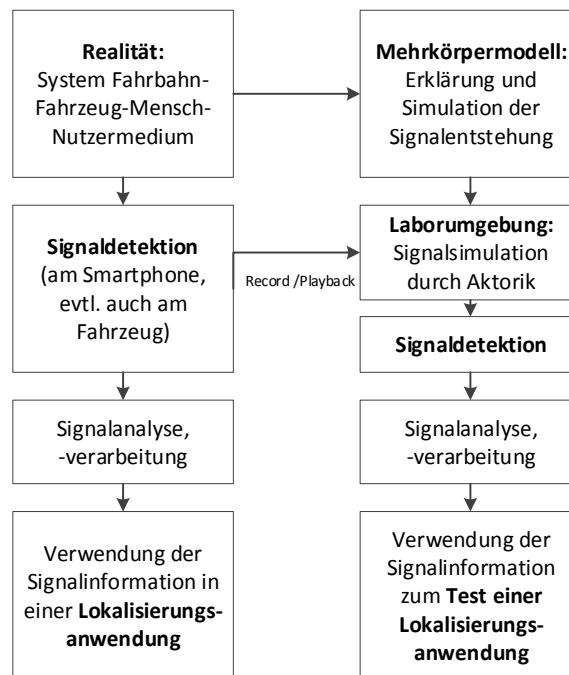 Realität:
System Fahrbahn-
Fahrzeug-Mensch-
Nutzermedium
Mehrkörpermodell:
Erklärung und
Simulation der
Signalentstehung
Signaldetektion
(am Smartphone,
evtl. auch am
Fahrzeug)
Record /Playback
Laborumgebung:
Signalsimulation
durch Aktorik
Signaldetektion
Signalanalyse,
-verarbeitung
Signalanalyse,
-verarbeitung
Verwendung der
Signalinformation in
einer Lokalisierungs-
anwendung
Verwendung der
Signalinformation
zum Test einer
Lokalisierungs-
anwendung